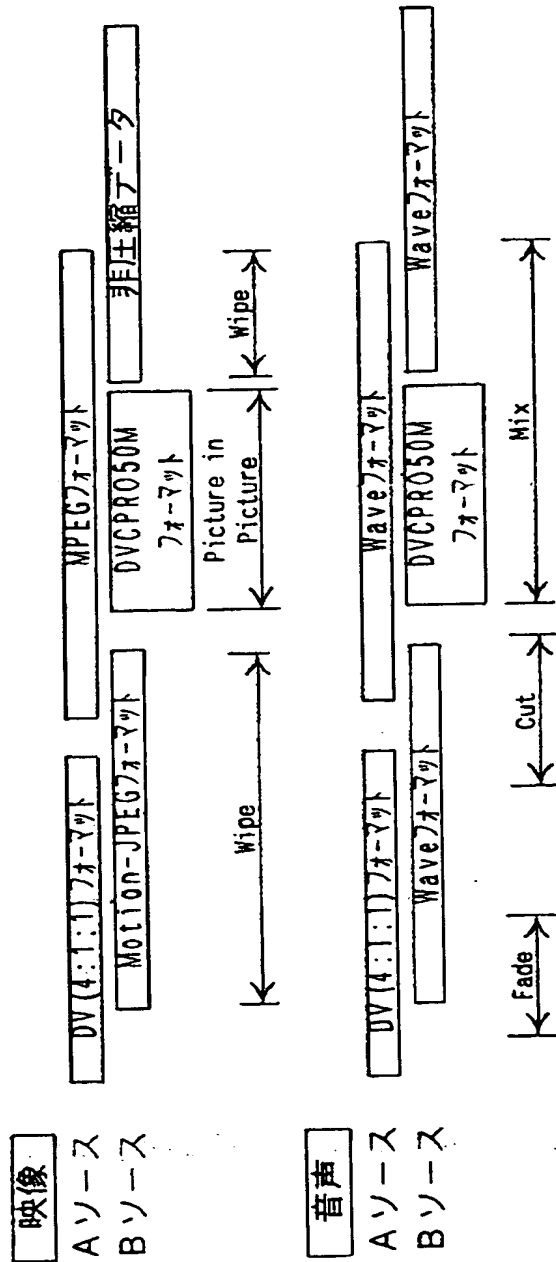 映像
Aソース
DV(4:1:1)フォーマット
MPEGフォーマット
Bソース
Motion-JPEGフォーマット
DVCPRO50M
フォーマット
非圧縮データ
Wipe
Picture in
Picture
Wipe
音声
Aソース
DV(4:1:1)フォーマット
Waveフォーマット
Bソース
Waveフォーマット
DVCPRO50M
フォーマット
Waveフォーマット
Fade
Cut
Mix